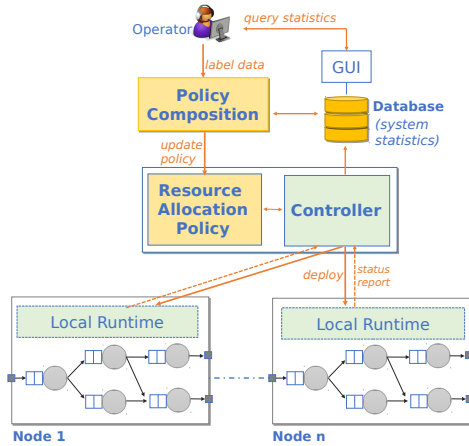 query statistics
Operator
label data
GUI
Policy
Composition
Database
(system
statistics)
update
policy
Resource
Allocation
Policy
Controller
deploy
status
report
Local Runtime
Local Runtime
Node 1
Node n